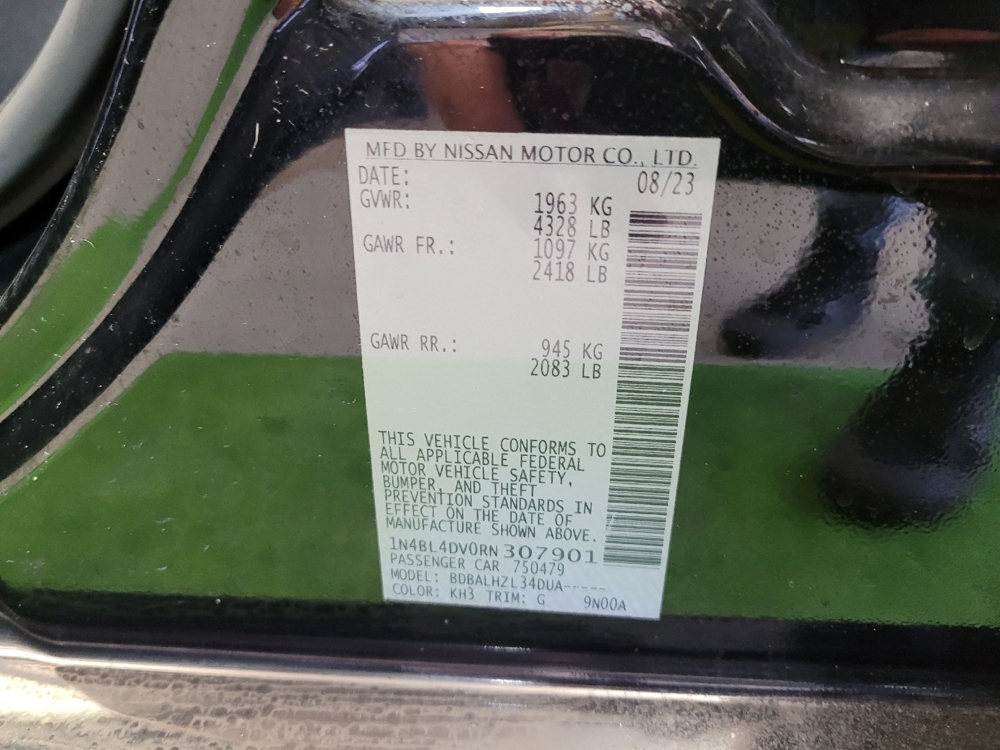 MFD BY NISSAN MOTOR CO., LTD.
DATE: 08/23
GVWR: 1963 KG
4328 LB
GAWR FR.: 1097 KG
2418 LB
GAWR RR.: 945 KG
2083 LB
THIS VEHICLE CONFORMS TO
ALL APPLICABLE FEDERAL
MOTOR VEHICLE SAFETY,
BUMPER, AND THEFT
PREVENTION STANDARDS IN
EFFECT ON THE DATE OF
MANUFACTURE SHOWN ABOVE.
1N4BL4DV0RN307901
PASSENGER CAR 750479
MODEL: BDBALHZL34DUA-----
COLOR: KH3 TRIM: G 9N00A